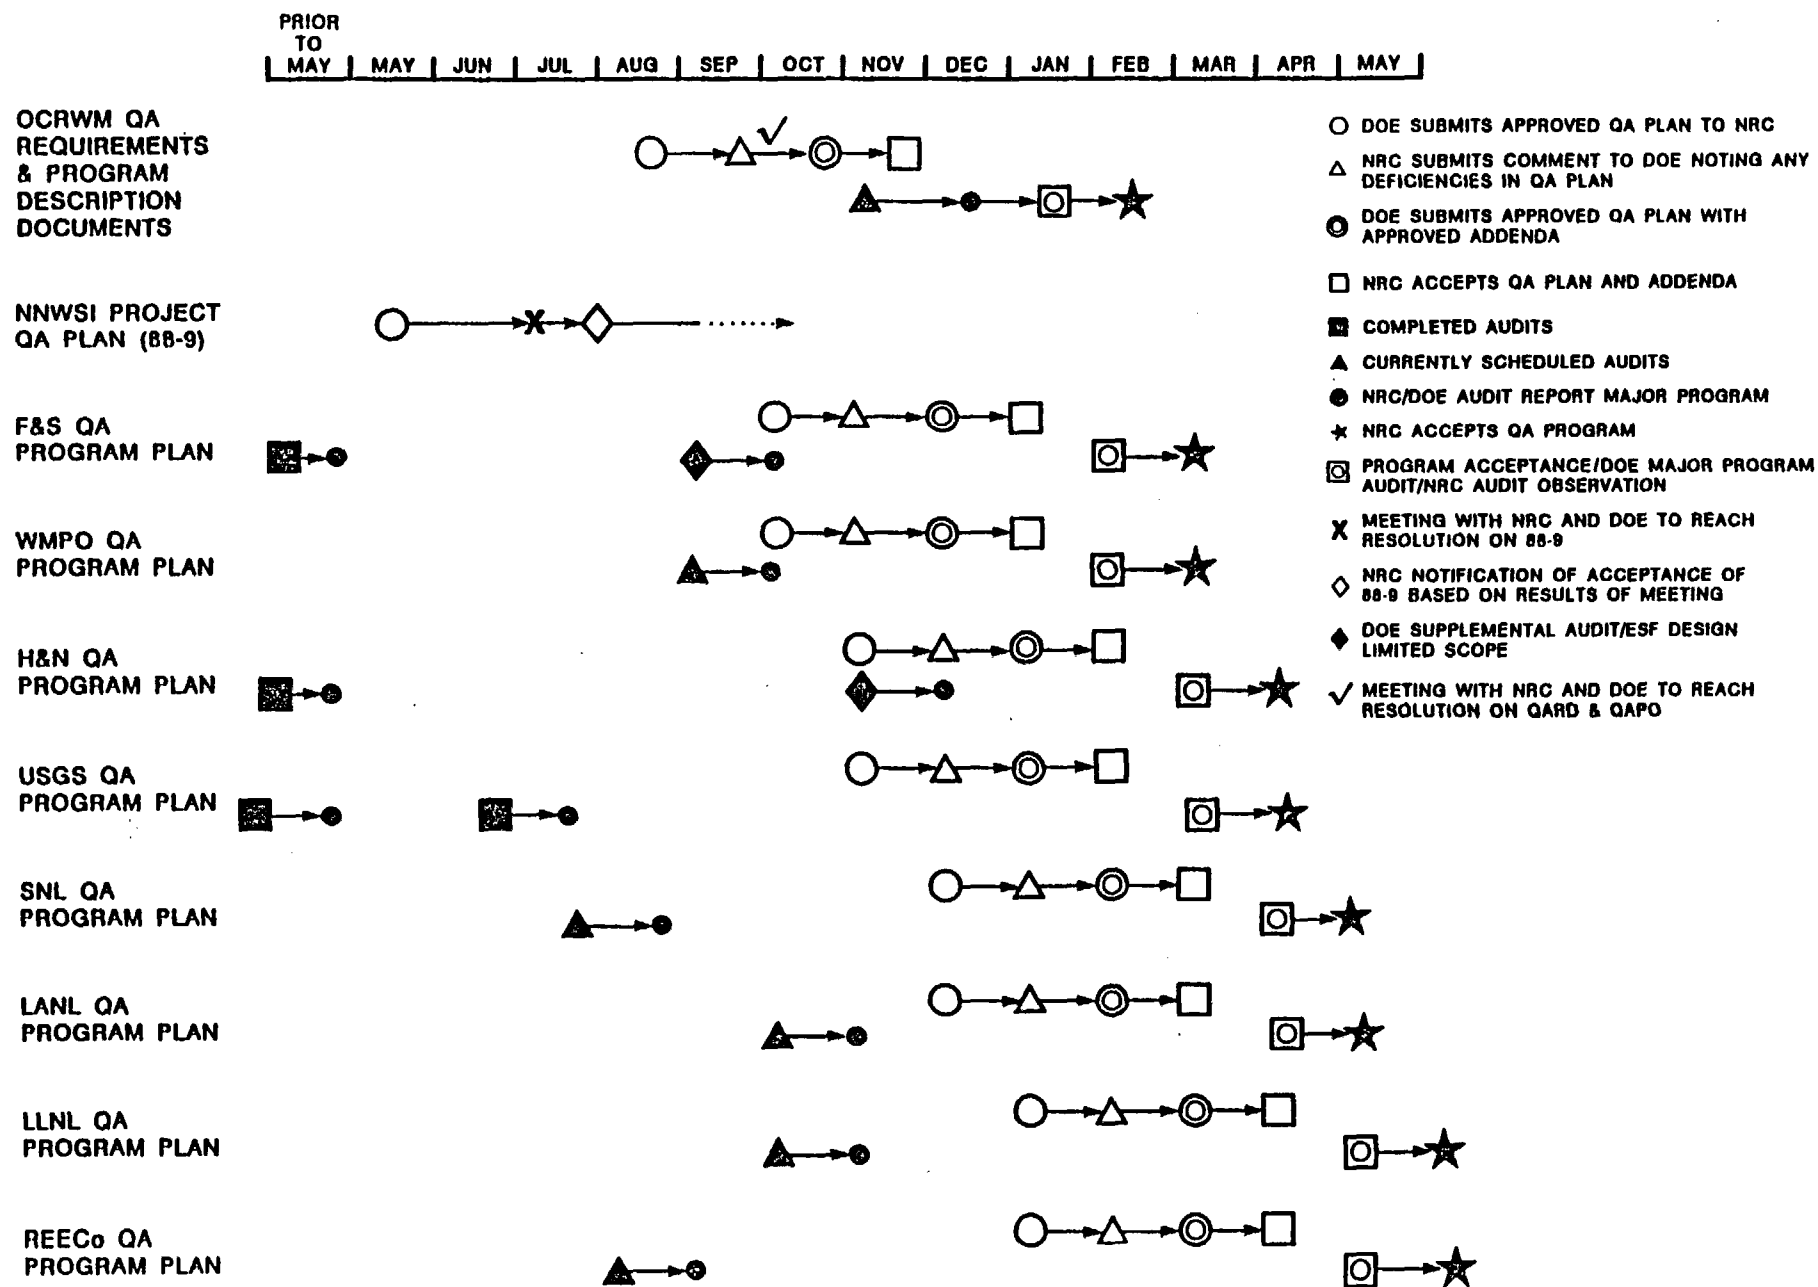 PRIOR
TO
MAY | MAY | JUN | JUL | AUG | SEP | OCT | NOV | DEC | JAN | FEB | MAR | APR | MAY
OCRWM QA
REQUIREMENTS
& PROGRAM
DESCRIPTION
DOCUMENTS
NNWSI PROJECT
QA PLAN (88-9)
F&S QA
PROGRAM PLAN
WMPO QA
PROGRAM PLAN
H&N QA
PROGRAM PLAN
USGS QA
PROGRAM PLAN
SNL QA
PROGRAM PLAN
LANL QA
PROGRAM PLAN
LLNL QA
PROGRAM PLAN
REECo QA
PROGRAM PLAN
DOE SUBMITS APPROVED QA PLAN TO NRC
NRC SUBMITS COMMENT TO DOE NOTING ANY
DEFICIENCIES IN QA PLAN
DOE SUBMITS APPROVED QA PLAN WITH
APPROVED ADDENDA
NRC ACCEPTS QA PLAN AND ADDENDA
COMPLETED AUDITS
CURRENTLY SCHEDULED AUDITS
NRC/DOE AUDIT REPORT MAJOR PROGRAM
NRC ACCEPTS QA PROGRAM
PROGRAM ACCEPTANCE/DOE MAJOR PROGRAM
AUDIT/NRC AUDIT OBSERVATION
X MEETING WITH NRC AND DOE TO REACH
RESOLUTION ON 88-9
NRC NOTIFICATION OF ACCEPTANCE OF
88-9 BASED ON RESULTS OF MEETING
DOE SUPPLEMENTAL AUDIT/ESF DESIGN
LIMITED SCOPE
MEETING WITH NRC AND DOE TO REACH
RESOLUTION ON QARD & QAPO